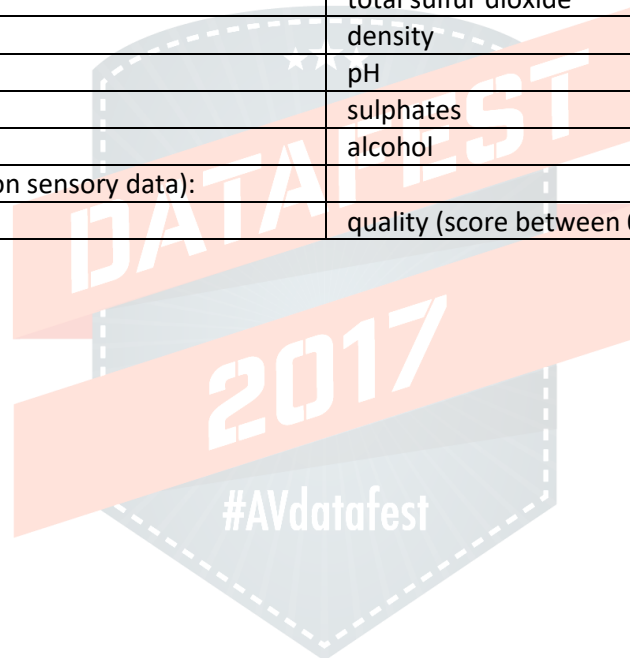 total sulfur dioxide
density
pH
sulphates
alcohol
on sensory data):
quality (score between
DATAFEST
2017
#AVdatafest